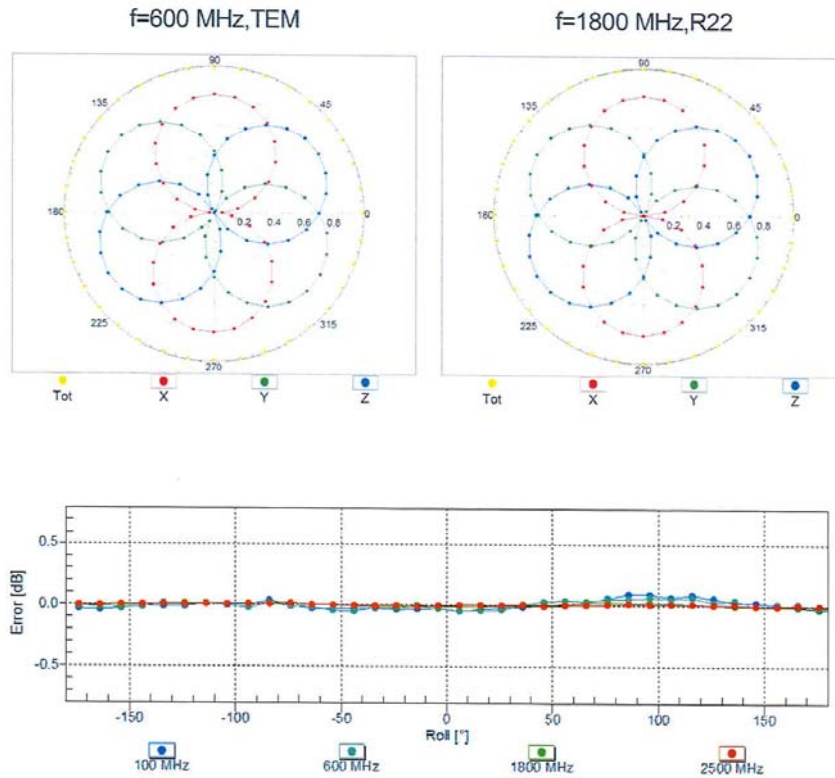 f=600 MHz,TEM
f=1800 MHz,R22
90
135
45
180
0.2 0.4 0.6 0.8
0
225
315
270
Tot X Y Z
90
135
45
180
0.2 0.4 0.6 0.8
0
225
315
270
Tot X Y Z
Error [dB]
0.5
0.0
-0.5
-150 -100 -50 0 50 100 150
Roll [°]
100 MHz 600 MHz 1800 MHz 2500 MHz